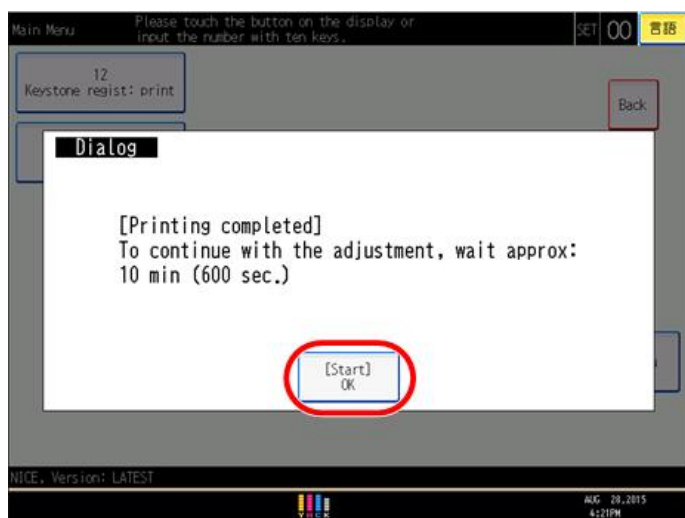 Main Menu
Please touch the button on the display or
input the number with ten keys.
SET 00 言語
12
Keystone regist: print
Back
Dialog
[Printing completed]
To continue with the adjustment, wait approx:
10 min (600 sec.)
[Start]
OK
NICE, Version: LATEST
YMCK
AUG 28,2015
4:21PM